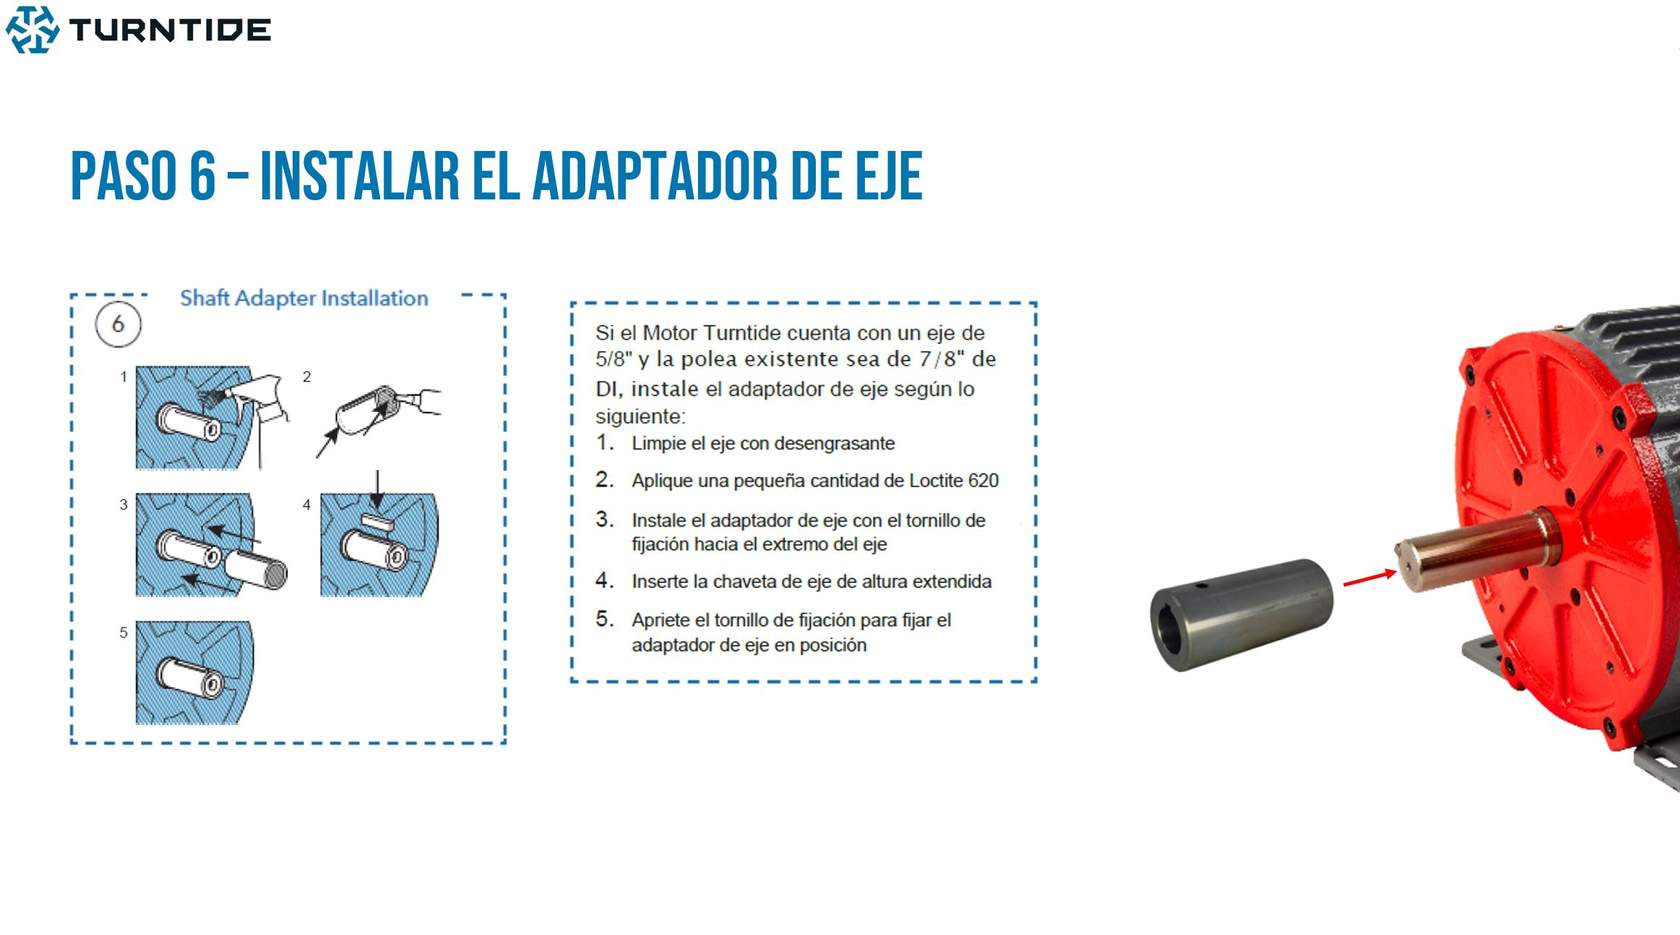 TURNTIDE
PASO 6 – INSTALAR EL ADAPTADOR DE EJE
Shaft Adapter Installation
6
1
2
3
4
5
Si el Motor Turntide cuenta con un eje de
5/8" y la polea existente sea de 7/8" de
DI, instale el adaptador de eje según lo
siguiente:
1. Limpie el eje con desengrasante
2. Aplique una pequeña cantidad de Loctite 620
3. Instale el adaptador de eje con el tornillo de
fijación hacia el extremo del eje
4. Inserte la chaveta de eje de altura extendida
5. Apriete el tornillo de fijación para fijar el
adaptador de eje en posición